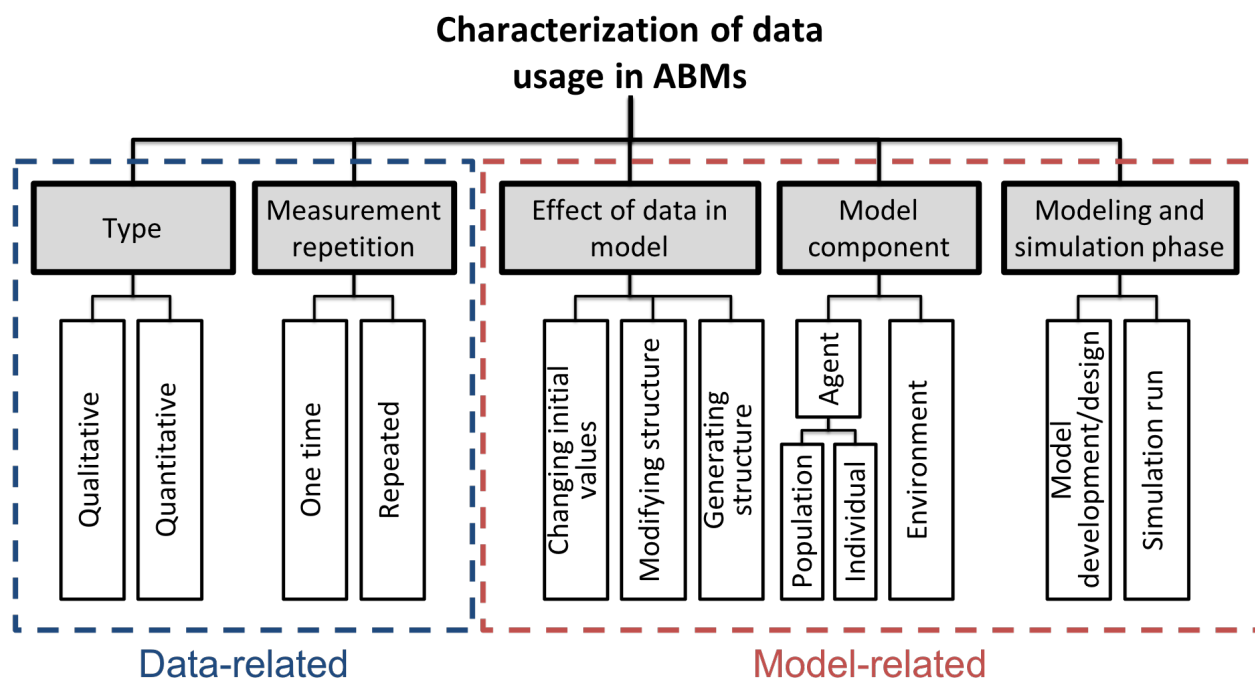 Characterization of data
usage in ABMs
Type
Measurement
repetition
Effect of data in
model
Model
component
Modeling and
simulation phase
Qualitative
Quantitative
One time
Repeated
Changing initial
values
Modifying structure
Generating
structure
Agent
Population
Individual
Environment
Model
development/design
Simulation run
Data-related
Model-related